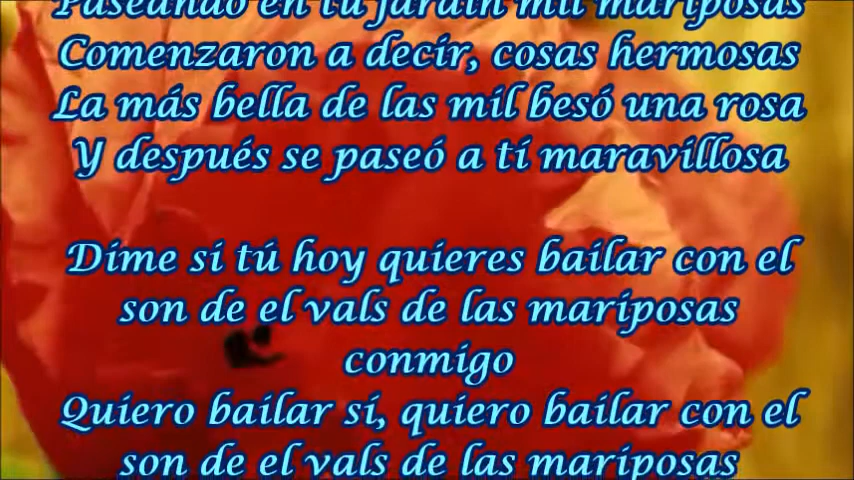 Paseando en tu jardín mil mariposas
Comenzaron a decir, cosas hermosas
La más bella de las mil besó una rosa
Y después se paseó a tí maravillosa
Dime si tú hoy quieres bailar con el
son de el vals de las mariposas
conmigo
Quiero bailar sí, quiero bailar con el
son de el vals de las mariposas